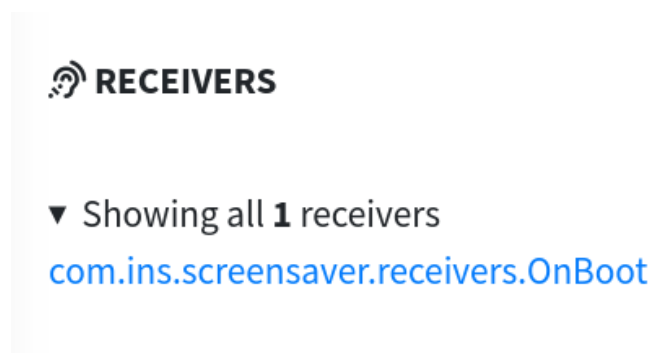 RECEIVERS
▼ Showing all 1 receivers
com.ins.screensaver.receivers.OnBoot